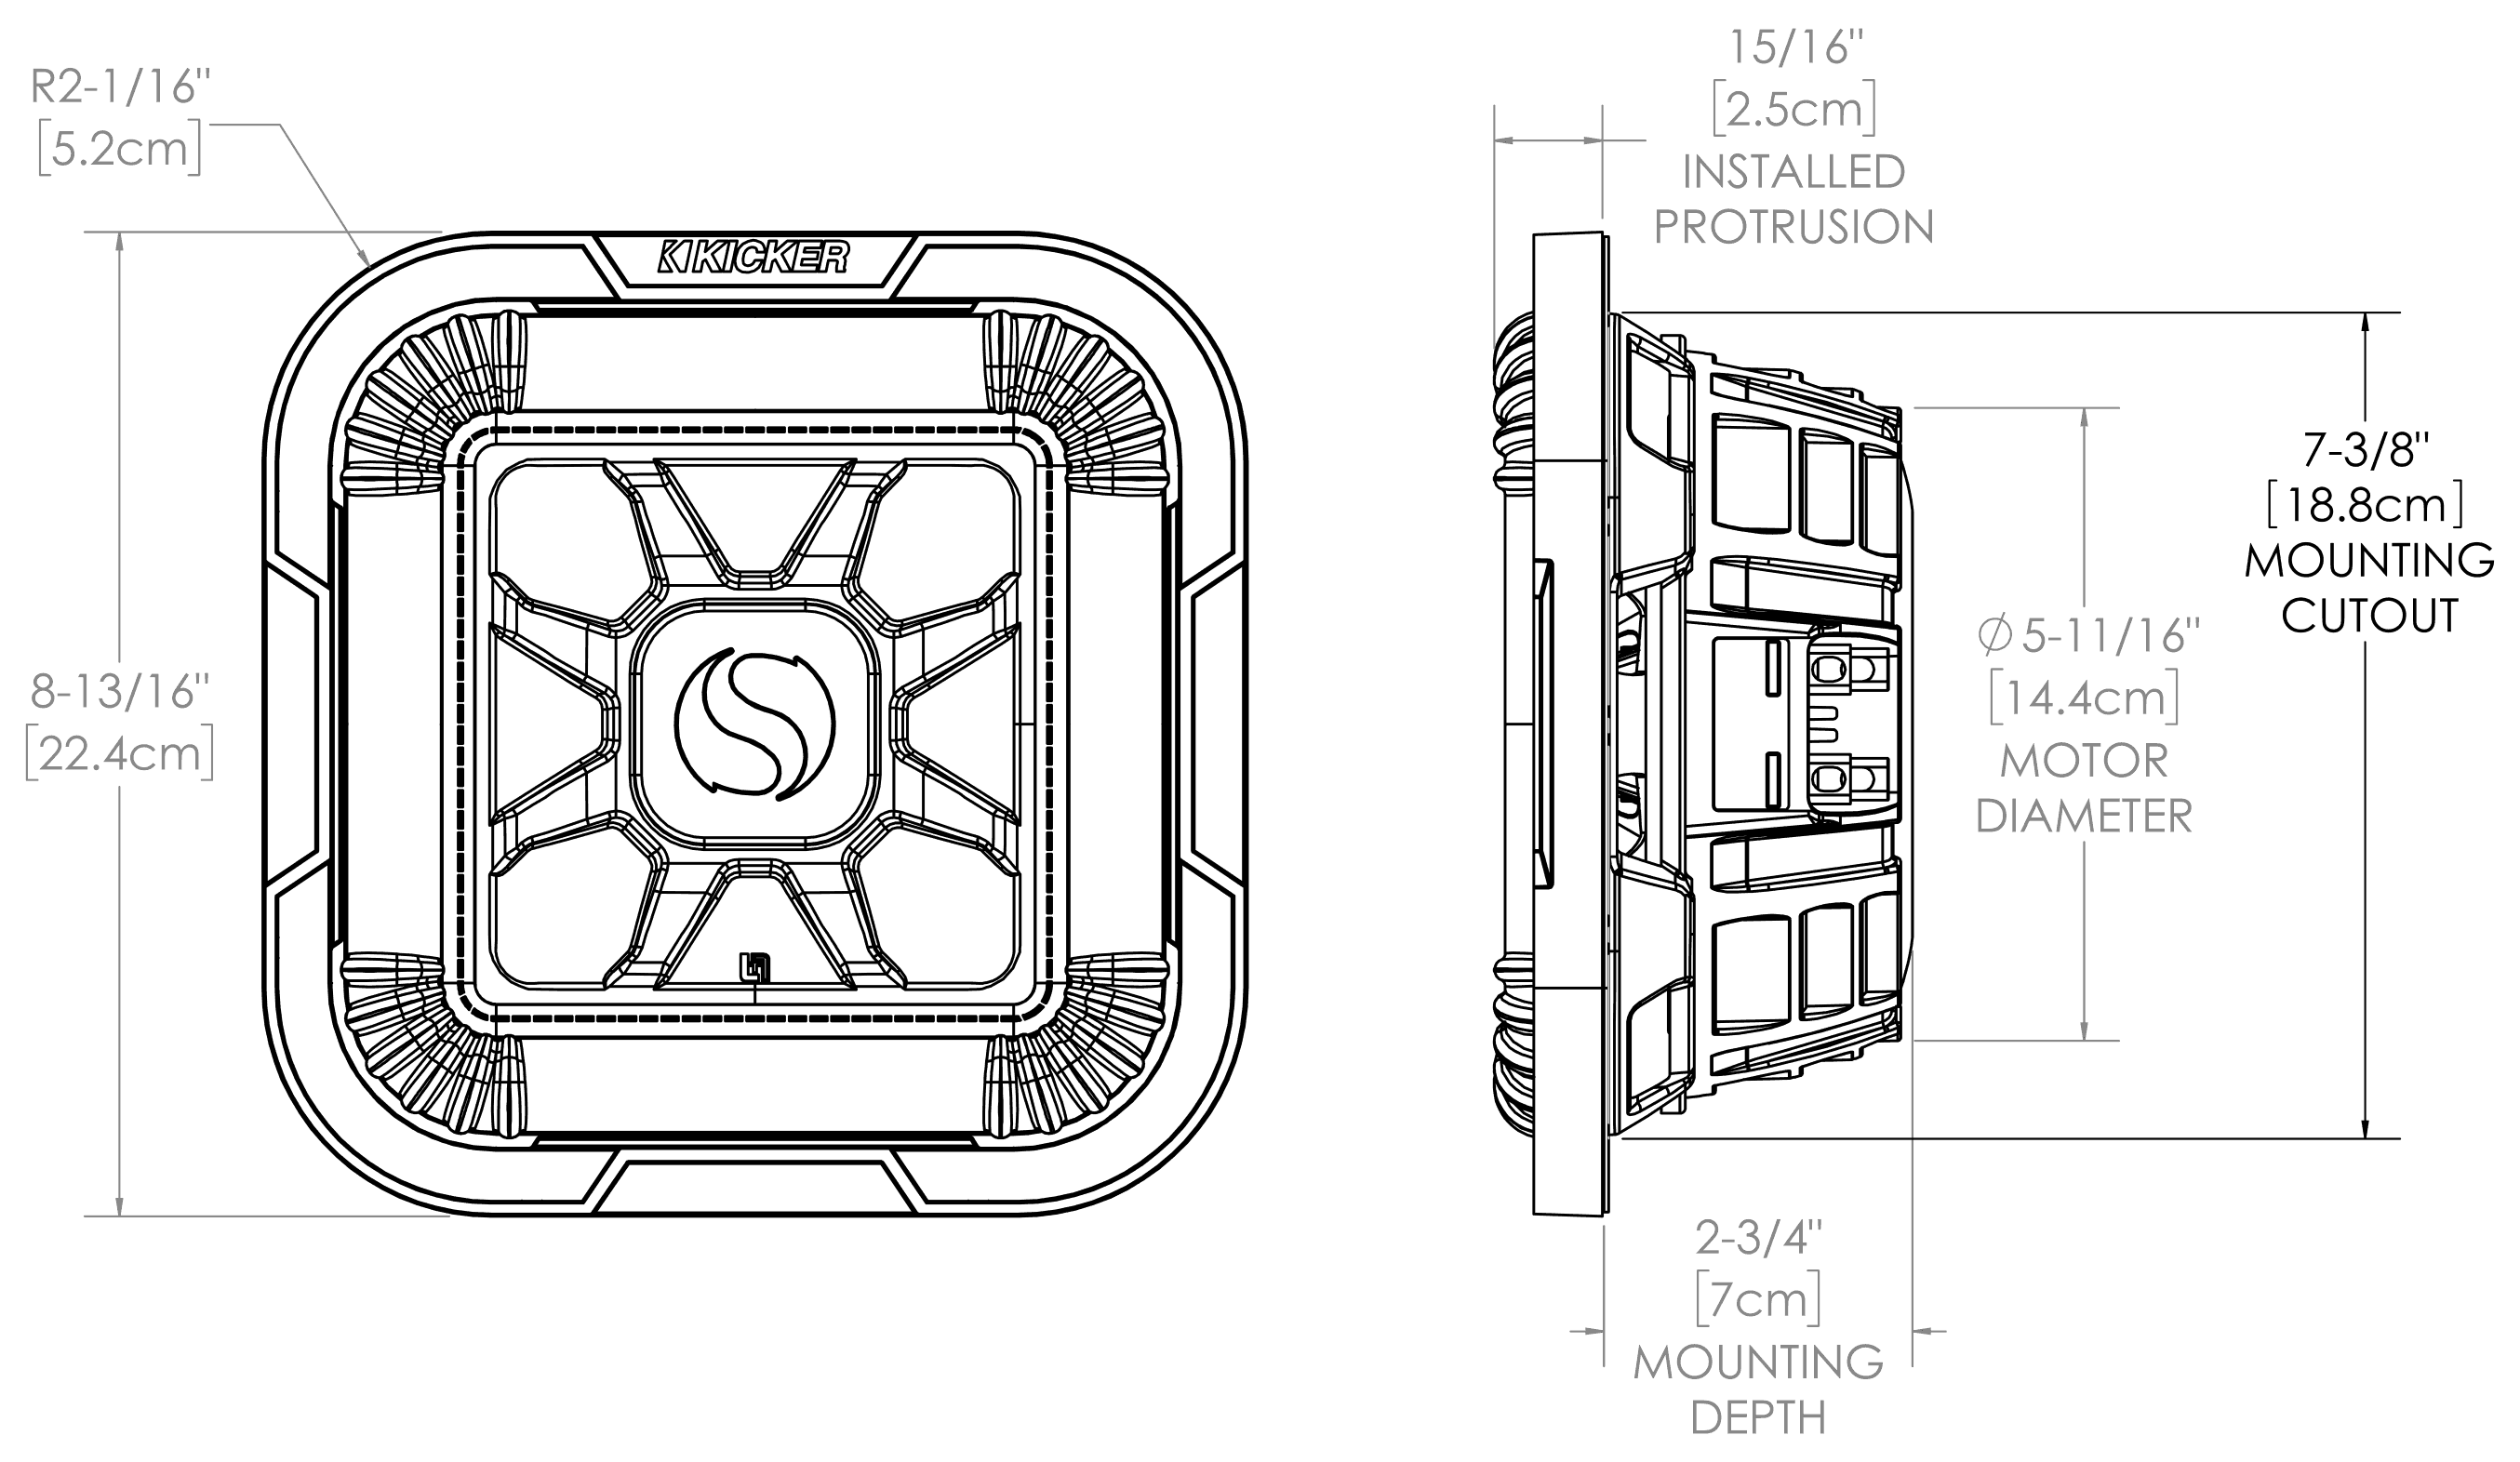 R2-1/16"
[5.2cm]
8-13/16"
[22.4cm]
KICKER
15/16"
[2.5cm]
INSTALLED
PROTRUSION
7-3/8"
[18.8cm]
MOUNTING
CUTOUT
∅ 5-11/16"
[14.4cm]
MOTOR
DIAMETER
2-3/4"
[7cm]
MOUNTING
DEPTH